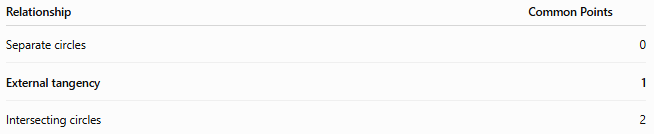 Relationship Common Points
Separate circles 0
External tangency 1
Intersecting circles 2